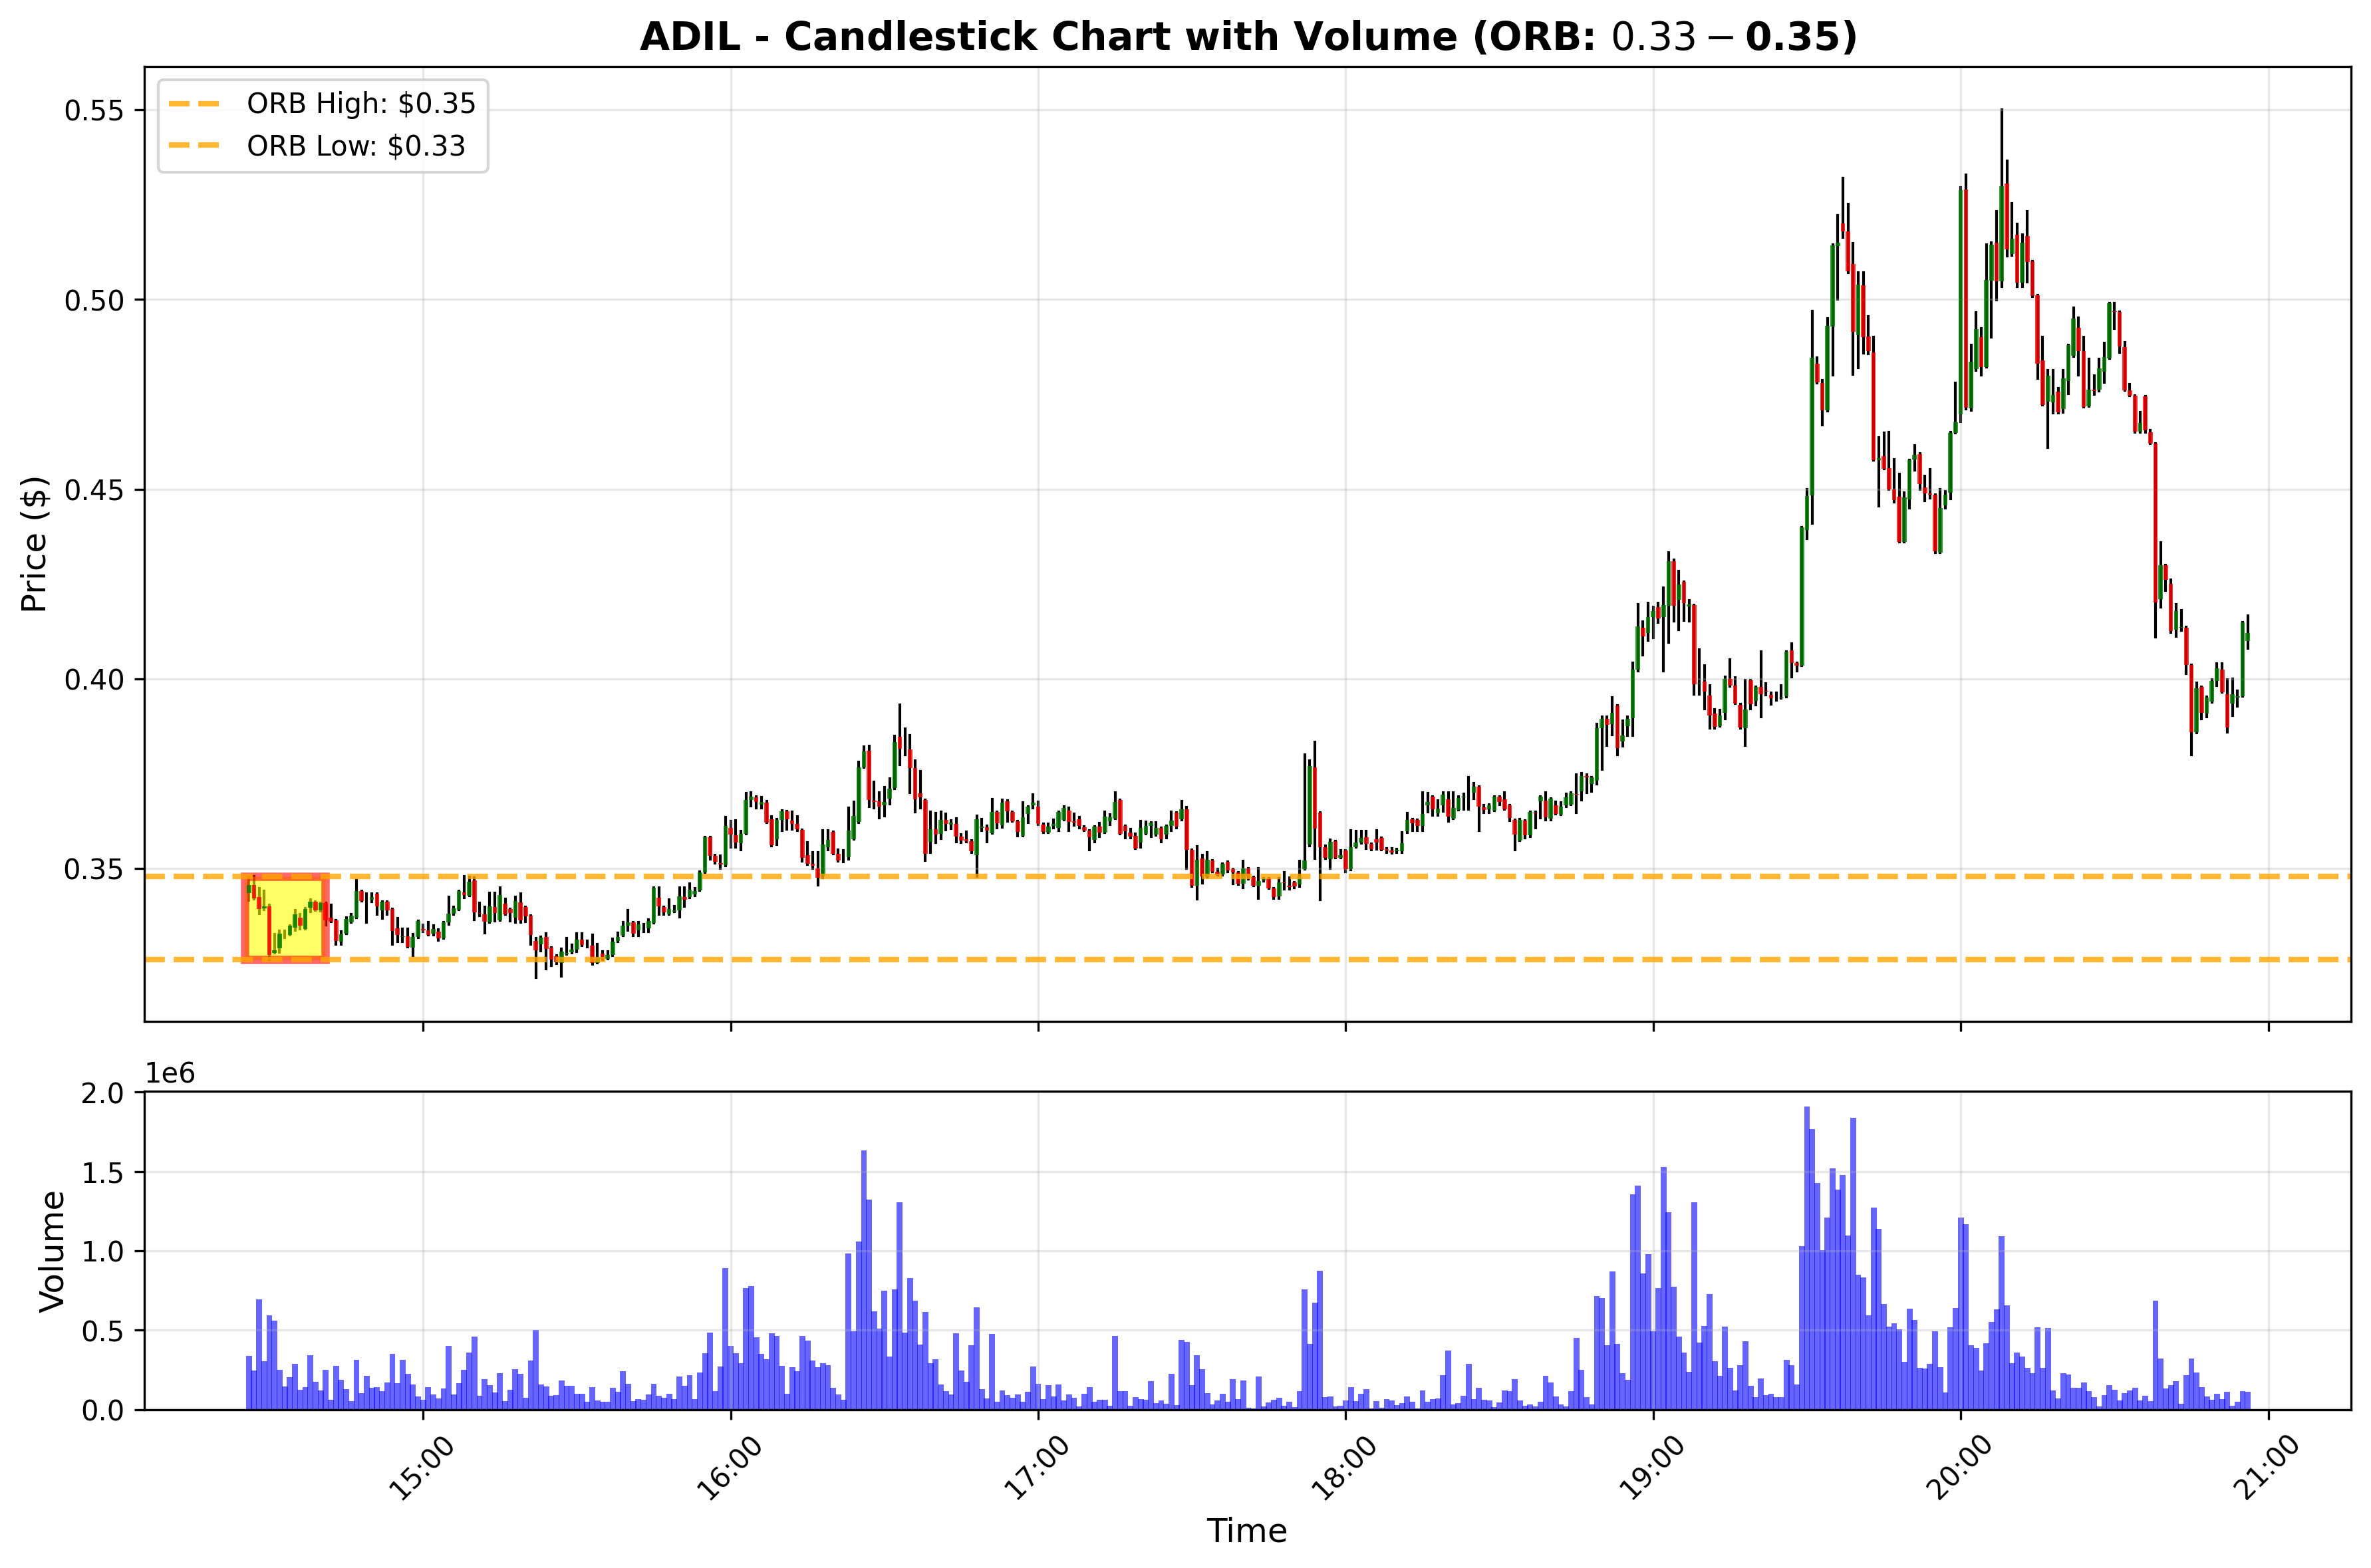 ADIL - Candlestick Chart with Volume (ORB: 0.33 − 0.35)
ORB High: $0.35
ORB Low: $0.33
0.55
0.50
0.45
0.40
0.35
Price ($)
1e6
2.0
1.5
1.0
0.5
0.0
Volume
15:00
16:00
17:00
18:00
19:00
20:00
21:00
Time